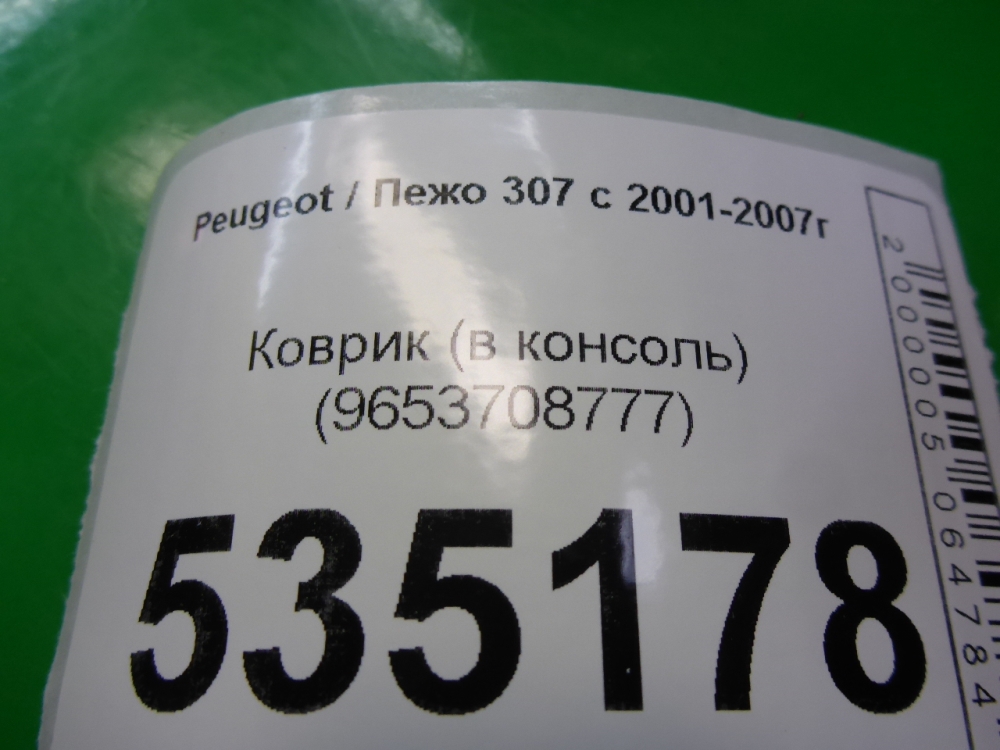 Peugeot / Пежо 307 с 2001-2007г
Коврик (в консоль)
(9653708777)
535178
2000005064784